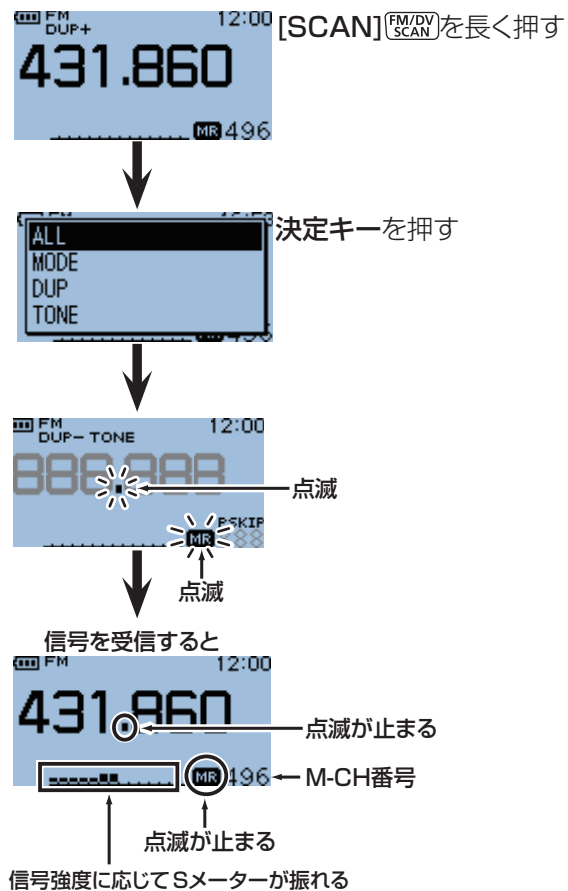 FM 12:00 [SCAN] FM/DV SCAN を長く押す
DUP+
431.860
MR 496
ALL 決定キーを押す
MODE
DUP
TONE
FM 12:00
DUP- TONE
888.888
点滅
PSKIP
MR 888
点滅
信号を受信すると
FM 12:00
431.860
点滅が止まる
MR 496 M-CH番号
点滅が止まる
信号強度に応じてSメーターが振れる